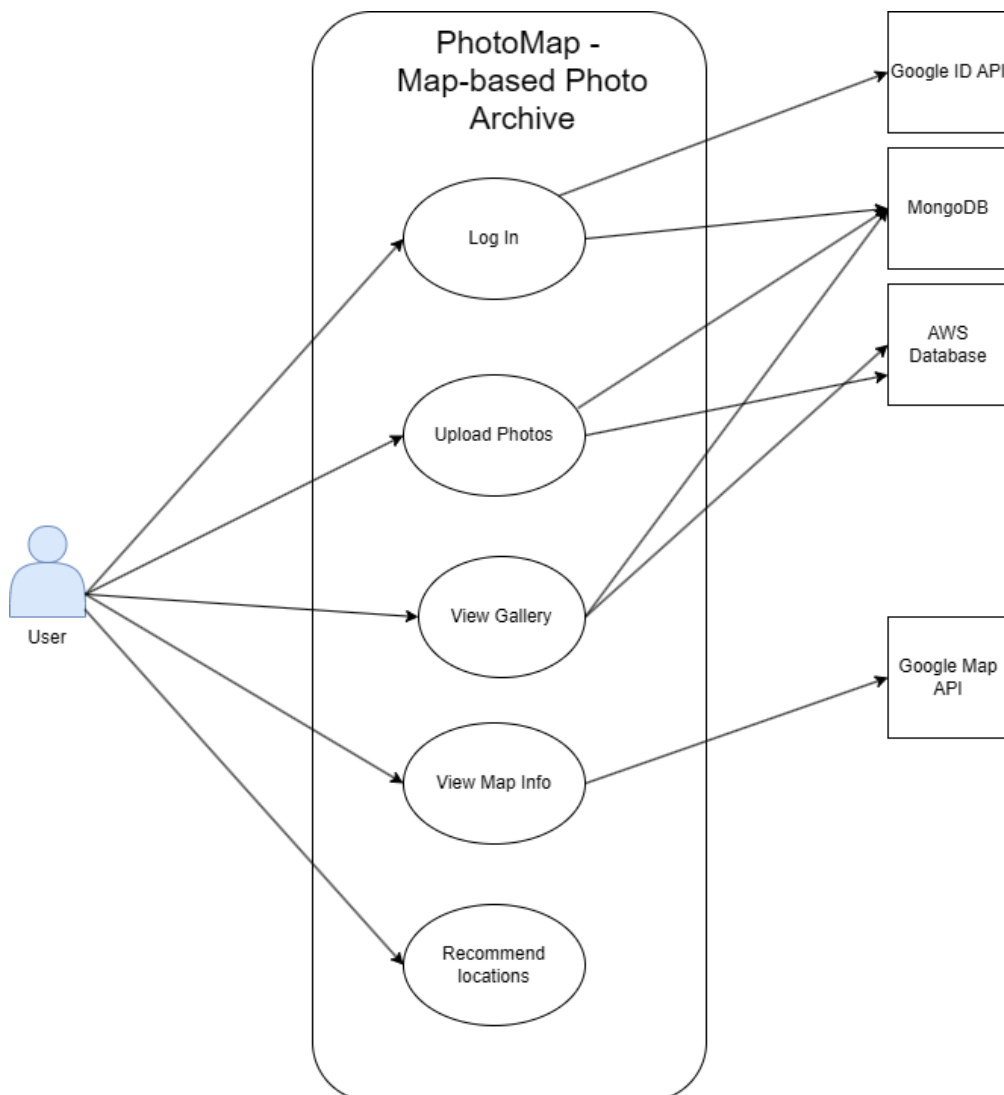 PhotoMap -
Map-based Photo
Archive
Google ID API
Log In
MongoDB
AWS
Database
Upload Photos
User
View Gallery
Google Map
API
View Map Info
Recommend
locations